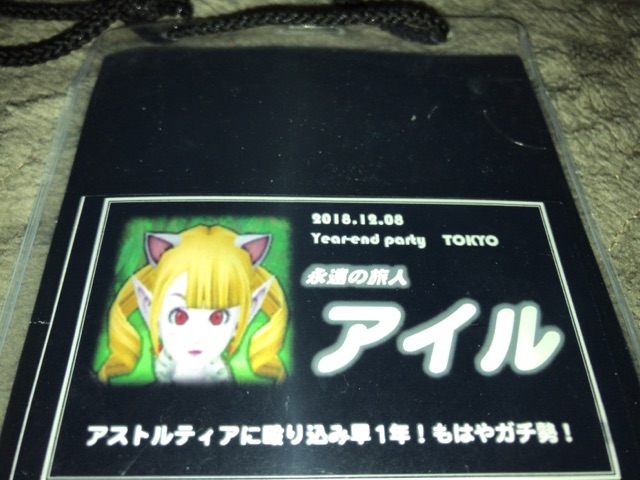 2018.12.08
Year-end party TOKYO
永遠の旅人
アイル
アストルティアに殴り込み早1年！もはやガチ勢！